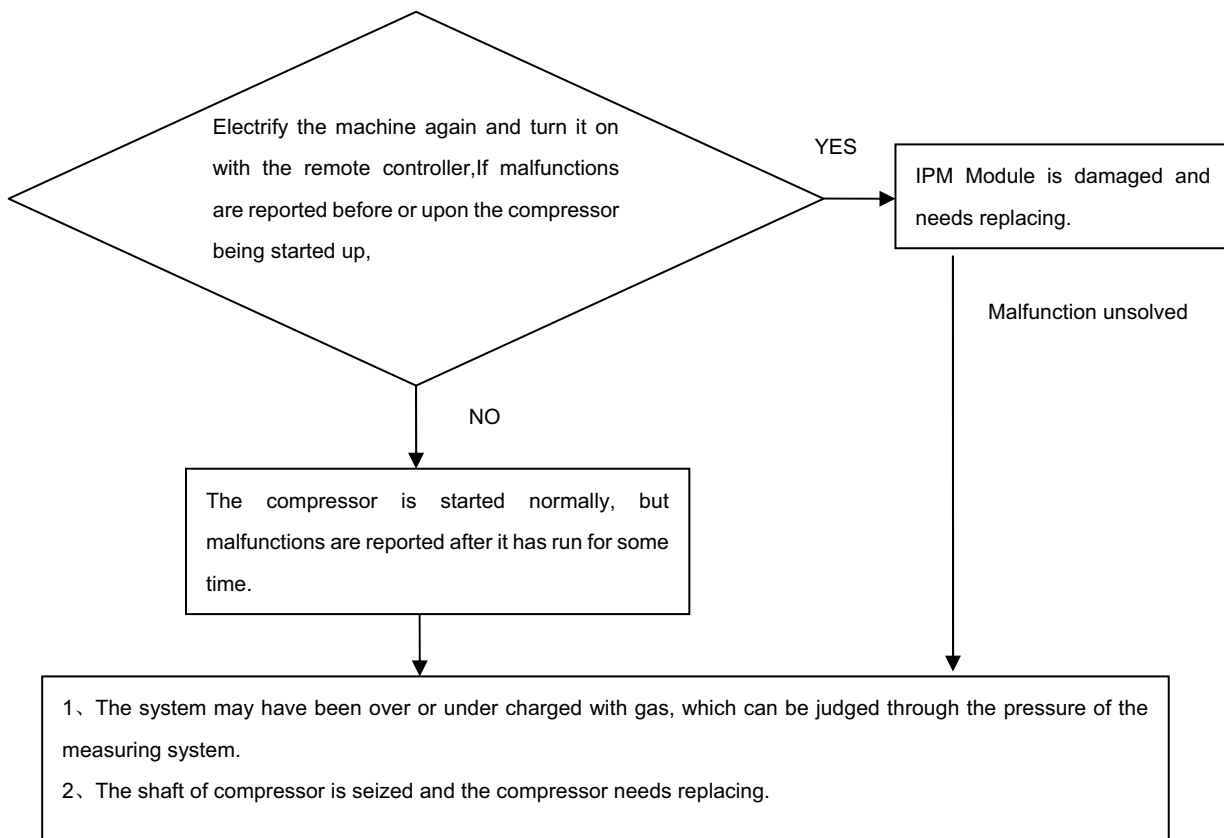 Electrify the machine again and turn it on
with the remote controller,If malfunctions
are reported before or upon the compressor
being started up,
YES
IPM Module is damaged and
needs replacing.
Malfunction unsolved
NO
The compressor is started normally, but
malfunctions are reported after it has run for some
time.
1、The system may have been over or under charged with gas, which can be judged through the pressure of the
measuring system.
2、The shaft of compressor is seized and the compressor needs replacing.